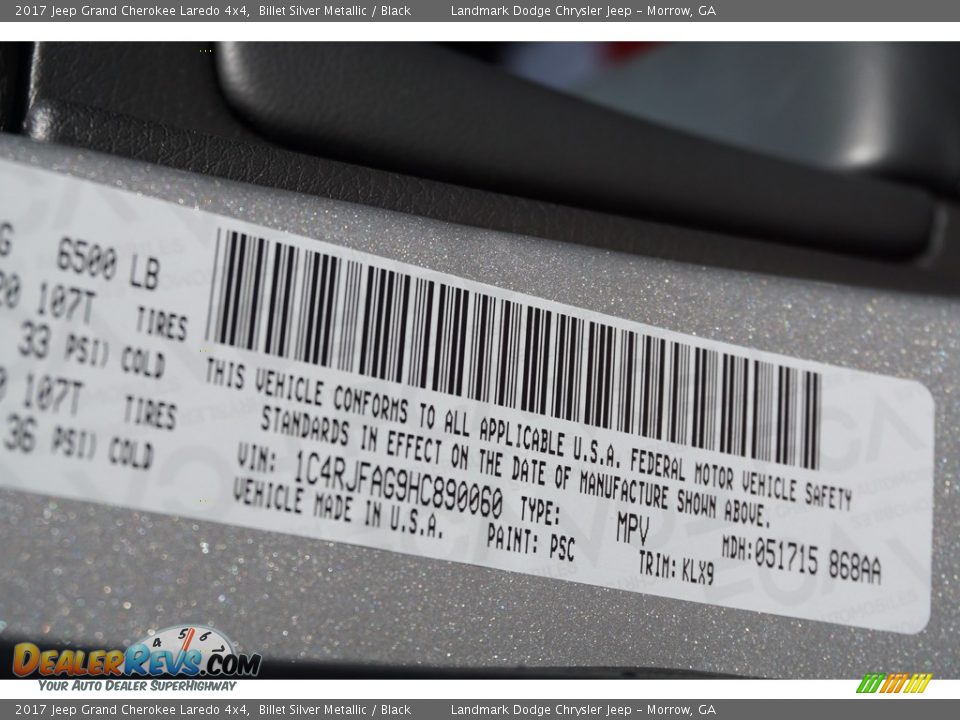 2017 Jeep Grand Cherokee Laredo 4x4, Billet Silver Metallic / Black Landmark Dodge Chrysler Jeep - Morrow, GA
G 6500 LB
107T TIRES
33 PSI) COLD
107T TIRES
36 PSI) COLD
THIS VEHICLE CONFORMS TO ALL APPLICABLE U.S.A. FEDERAL MOTOR VEHICLE SAFETY
STANDARDS IN EFFECT ON THE DATE OF MANUFACTURE SHOWN ABOVE.
VIN: 1C4RJFAG9HC890060 TYPE: MPV MDH:051715 868AA
VEHICLE MADE IN U.S.A. PAINT: PSC TRIM: KLX9
4 5 6
DEALERREVS.COM
YOUR AUTO DEALER SUPERHIGHWAY
2017 Jeep Grand Cherokee Laredo 4x4, Billet Silver Metallic / Black Landmark Dodge Chrysler Jeep - Morrow, GA